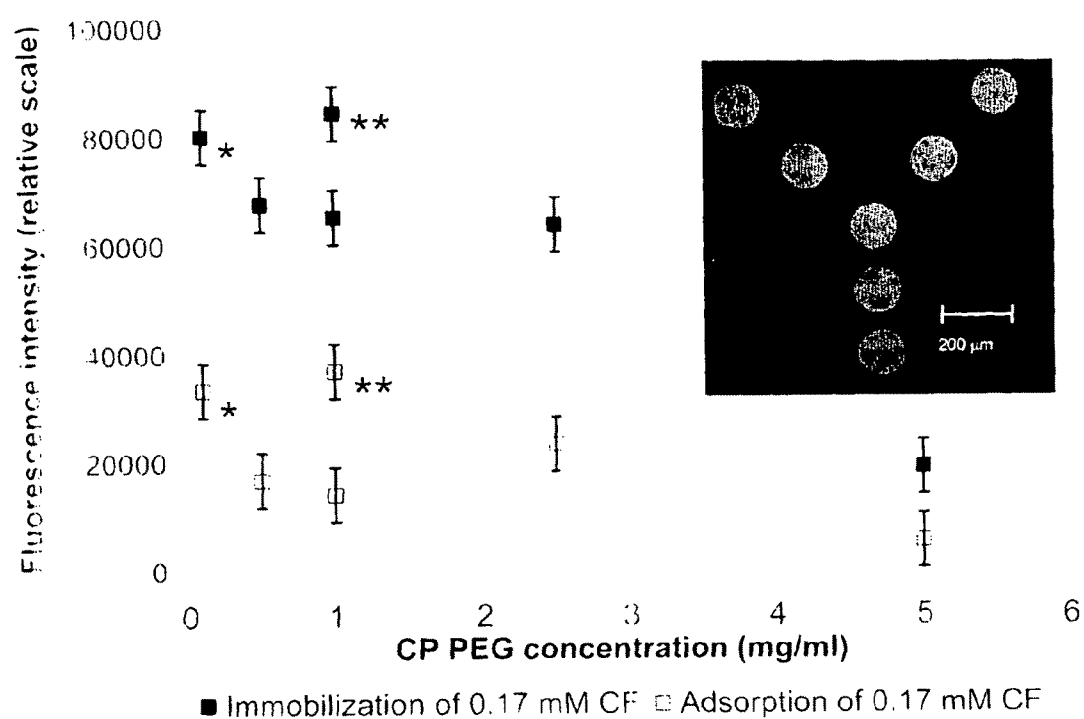 Fluorescence intensity (relative scale)
100000
80000
60000
40000
20000
0
*
**
*
**
200 µm
0 1 2 3 4 5 6
CP PEG concentration (mg/ml)
■ Immobilization of 0.17 mM CF □ Adsorption of 0.17 mM CF